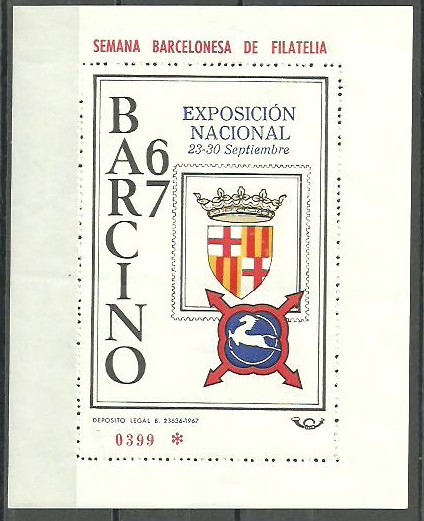 SEMANA BARCELONESA DE FILATELIA
BARCINO
67
EXPOSICIÓN
NACIONAL
23-30 Septiembre
DEPOSITO LEGAL B. 23636-1967
0399 *